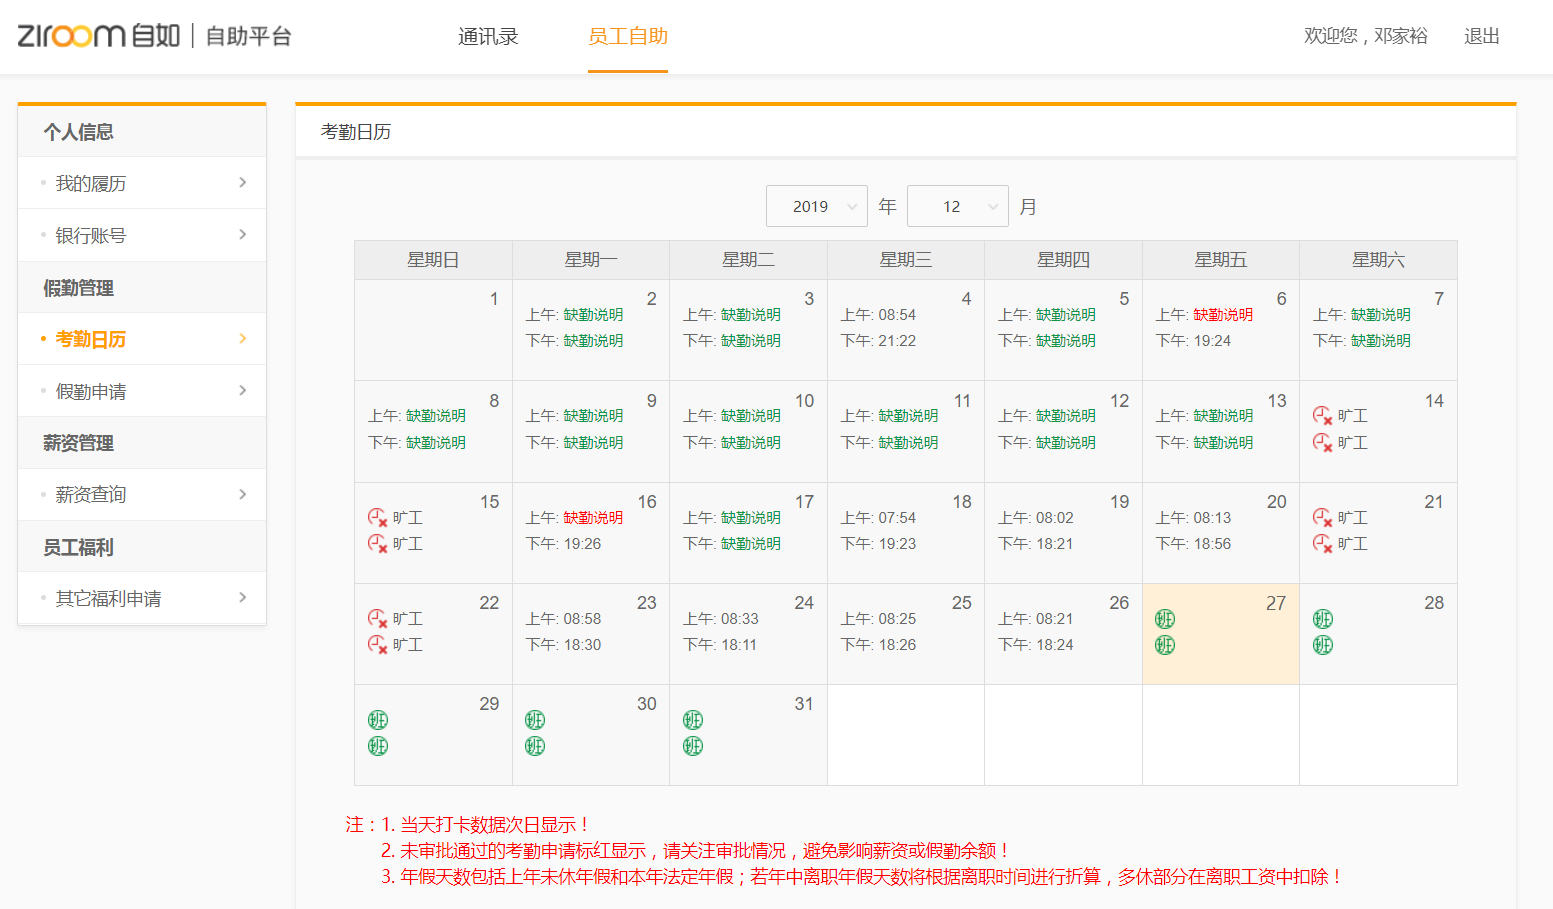 ziroom 自如 | 自助平台 通讯录 员工自助 欢迎您，邓家裕 退出
个人信息
我的履历
银行账号
假勤管理
考勤日历
假勤申请
薪资管理
薪资查询
员工福利
其它福利申请
考勤日历
2019 年 12 月
星期日 星期一 星期二 星期三 星期四 星期五 星期六
1 2 3 4 5 6 7
上午: 缺勤说明 上午: 缺勤说明 上午: 08:54 上午: 缺勤说明 上午: 缺勤说明 上午: 缺勤说明
下午: 缺勤说明 下午: 缺勤说明 下午: 21:22 下午: 缺勤说明 下午: 19:24 下午: 缺勤说明
8 9 10 11 12 13 14
上午: 缺勤说明 上午: 缺勤说明 上午: 缺勤说明 上午: 缺勤说明 上午: 缺勤说明 上午: 缺勤说明 旷工
下午: 缺勤说明 下午: 缺勤说明 下午: 缺勤说明 下午: 缺勤说明 下午: 缺勤说明 下午: 缺勤说明 旷工
15 16 17 18 19 20 21
旷工 上午: 缺勤说明 上午: 缺勤说明 上午: 07:54 上午: 08:02 上午: 08:13 旷工
旷工 下午: 19:26 下午: 缺勤说明 下午: 19:23 下午: 18:21 下午: 18:56 旷工
22 23 24 25 26 27 28
旷工 上午: 08:58 上午: 08:33 上午: 08:25 上午: 08:21 班 班
旷工 下午: 18:30 下午: 18:11 下午: 18:26 下午: 18:24 班 班
29 30 31
班 班 班
班 班 班
注：1. 当天打卡数据次日显示！
2. 未审批通过的考勤申请标红显示，请关注审批情况，避免影响薪资或假勤余额！
3. 年假天数包括上年未休年假和本年法定年假；若年中离职年假天数将根据离职时间进行折算，多休部分在离职工资中扣除！